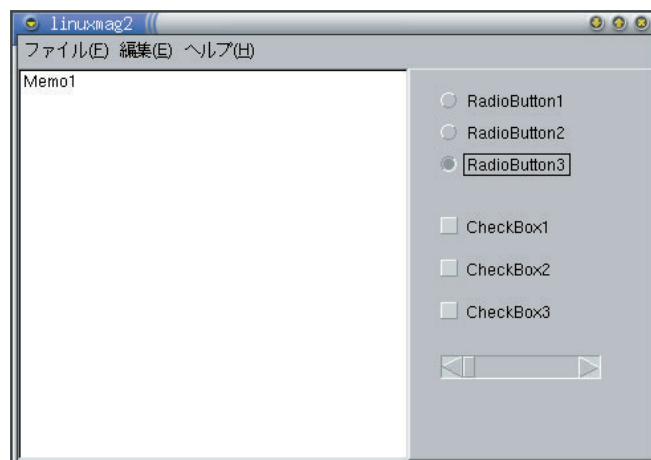 linuxmag2
ファイル(F) 編集(E) ヘルプ(H)
Memo1
RadioButton1
RadioButton2
RadioButton3
CheckBox1
CheckBox2
CheckBox3